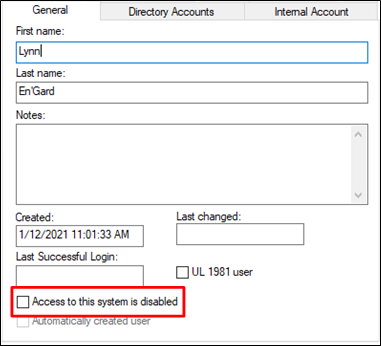 General Directory Accounts Internal Account
First name:
Lynn
Last name:
En'Gard
Notes:
Created: Last changed:
1/12/2021 11:01:33 AM
Last Successful Login:
UL 1981 user
Access to this system is disabled
Automatically created user